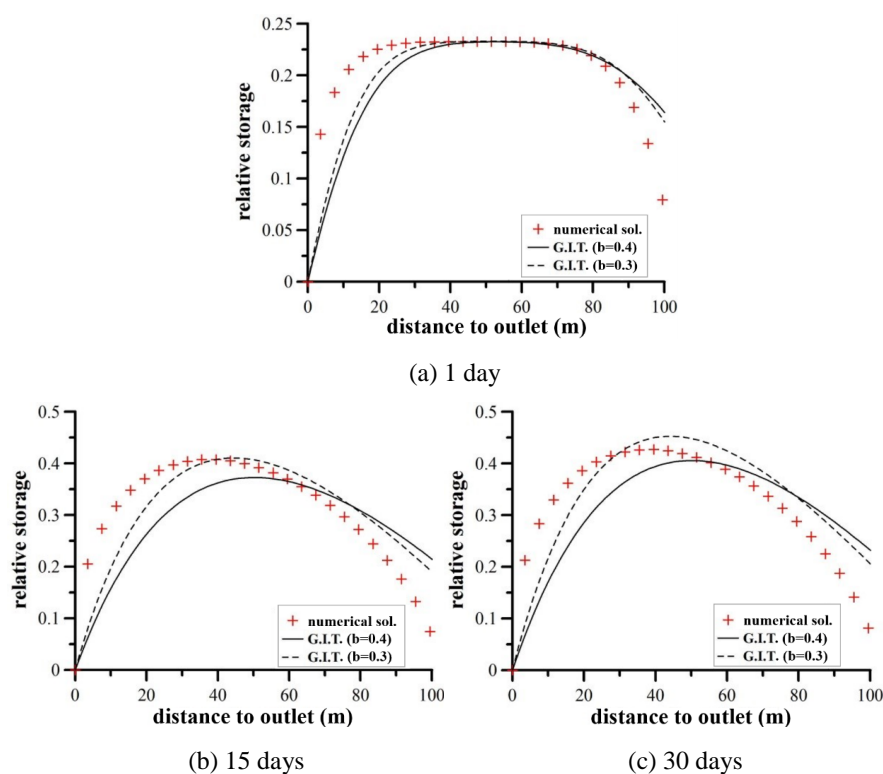 0.25
0.2
0.15
0.1
0.05
0
relative storage
numerical sol.
G.I.T. (b=0.4)
G.I.T. (b=0.3)
0 20 40 60 80 100
distance to outlet (m)
(a) 1 day
0.5
0.4
0.3
0.2
0.1
0
relative storage
numerical sol.
G.I.T. (b=0.4)
G.I.T. (b=0.3)
0 20 40 60 80 100
distance to outlet (m)
(b) 15 days
0.5
0.4
0.3
0.2
0.1
0
relative storage
numerical sol.
G.I.T. (b=0.4)
G.I.T. (b=0.3)
0 20 40 60 80 100
distance to outlet (m)
(c) 30 days